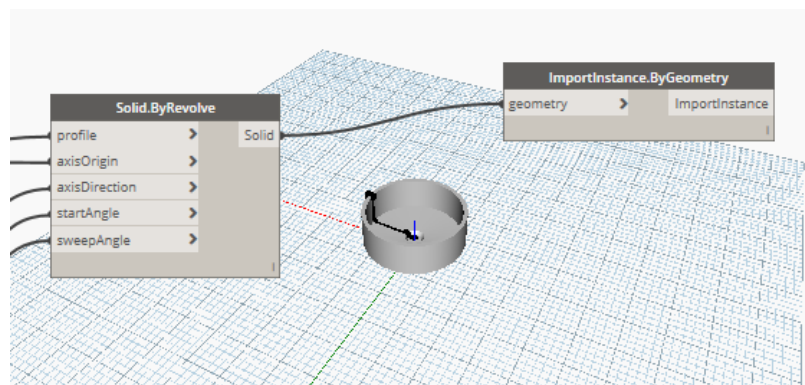 ImportInstance.ByGeometry
geometry > ImportInstance
Solid.ByRevolve
profile > Solid
axisOrigin >
axisDirection >
startAngle >
sweepAngle >